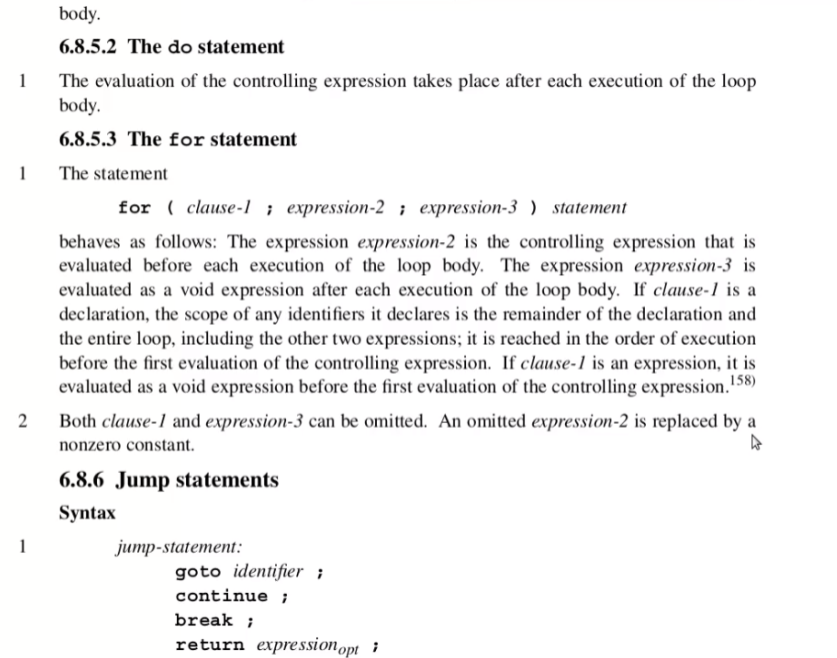 body.
6.8.5.2 The do statement
1 The evaluation of the controlling expression takes place after each execution of the loop
body.
6.8.5.3 The for statement
1 The statement
for ( clause-1 ; expression-2 ; expression-3 ) statement
behaves as follows: The expression expression-2 is the controlling expression that is
evaluated before each execution of the loop body. The expression expression-3 is
evaluated as a void expression after each execution of the loop body. If clause-1 is a
declaration, the scope of any identifiers it declares is the remainder of the declaration and
the entire loop, including the other two expressions; it is reached in the order of execution
before the first evaluation of the controlling expression. If clause-1 is an expression, it is
evaluated as a void expression before the first evaluation of the controlling expression.158)
2 Both clause-1 and expression-3 can be omitted. An omitted expression-2 is replaced by a
nonzero constant.
6.8.6 Jump statements
Syntax
1 jump-statement:
goto identifier ;
continue ;
break ;
return expressionopt ;